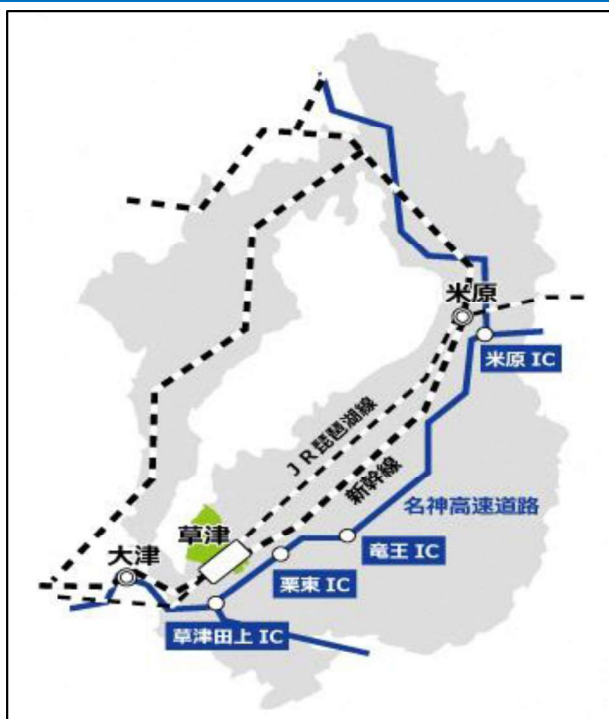 米原
米原 IC
JR琵琶湖線
新幹線
名神高速道路
草津
大津
竜王 IC
栗東 IC
草津田上 IC